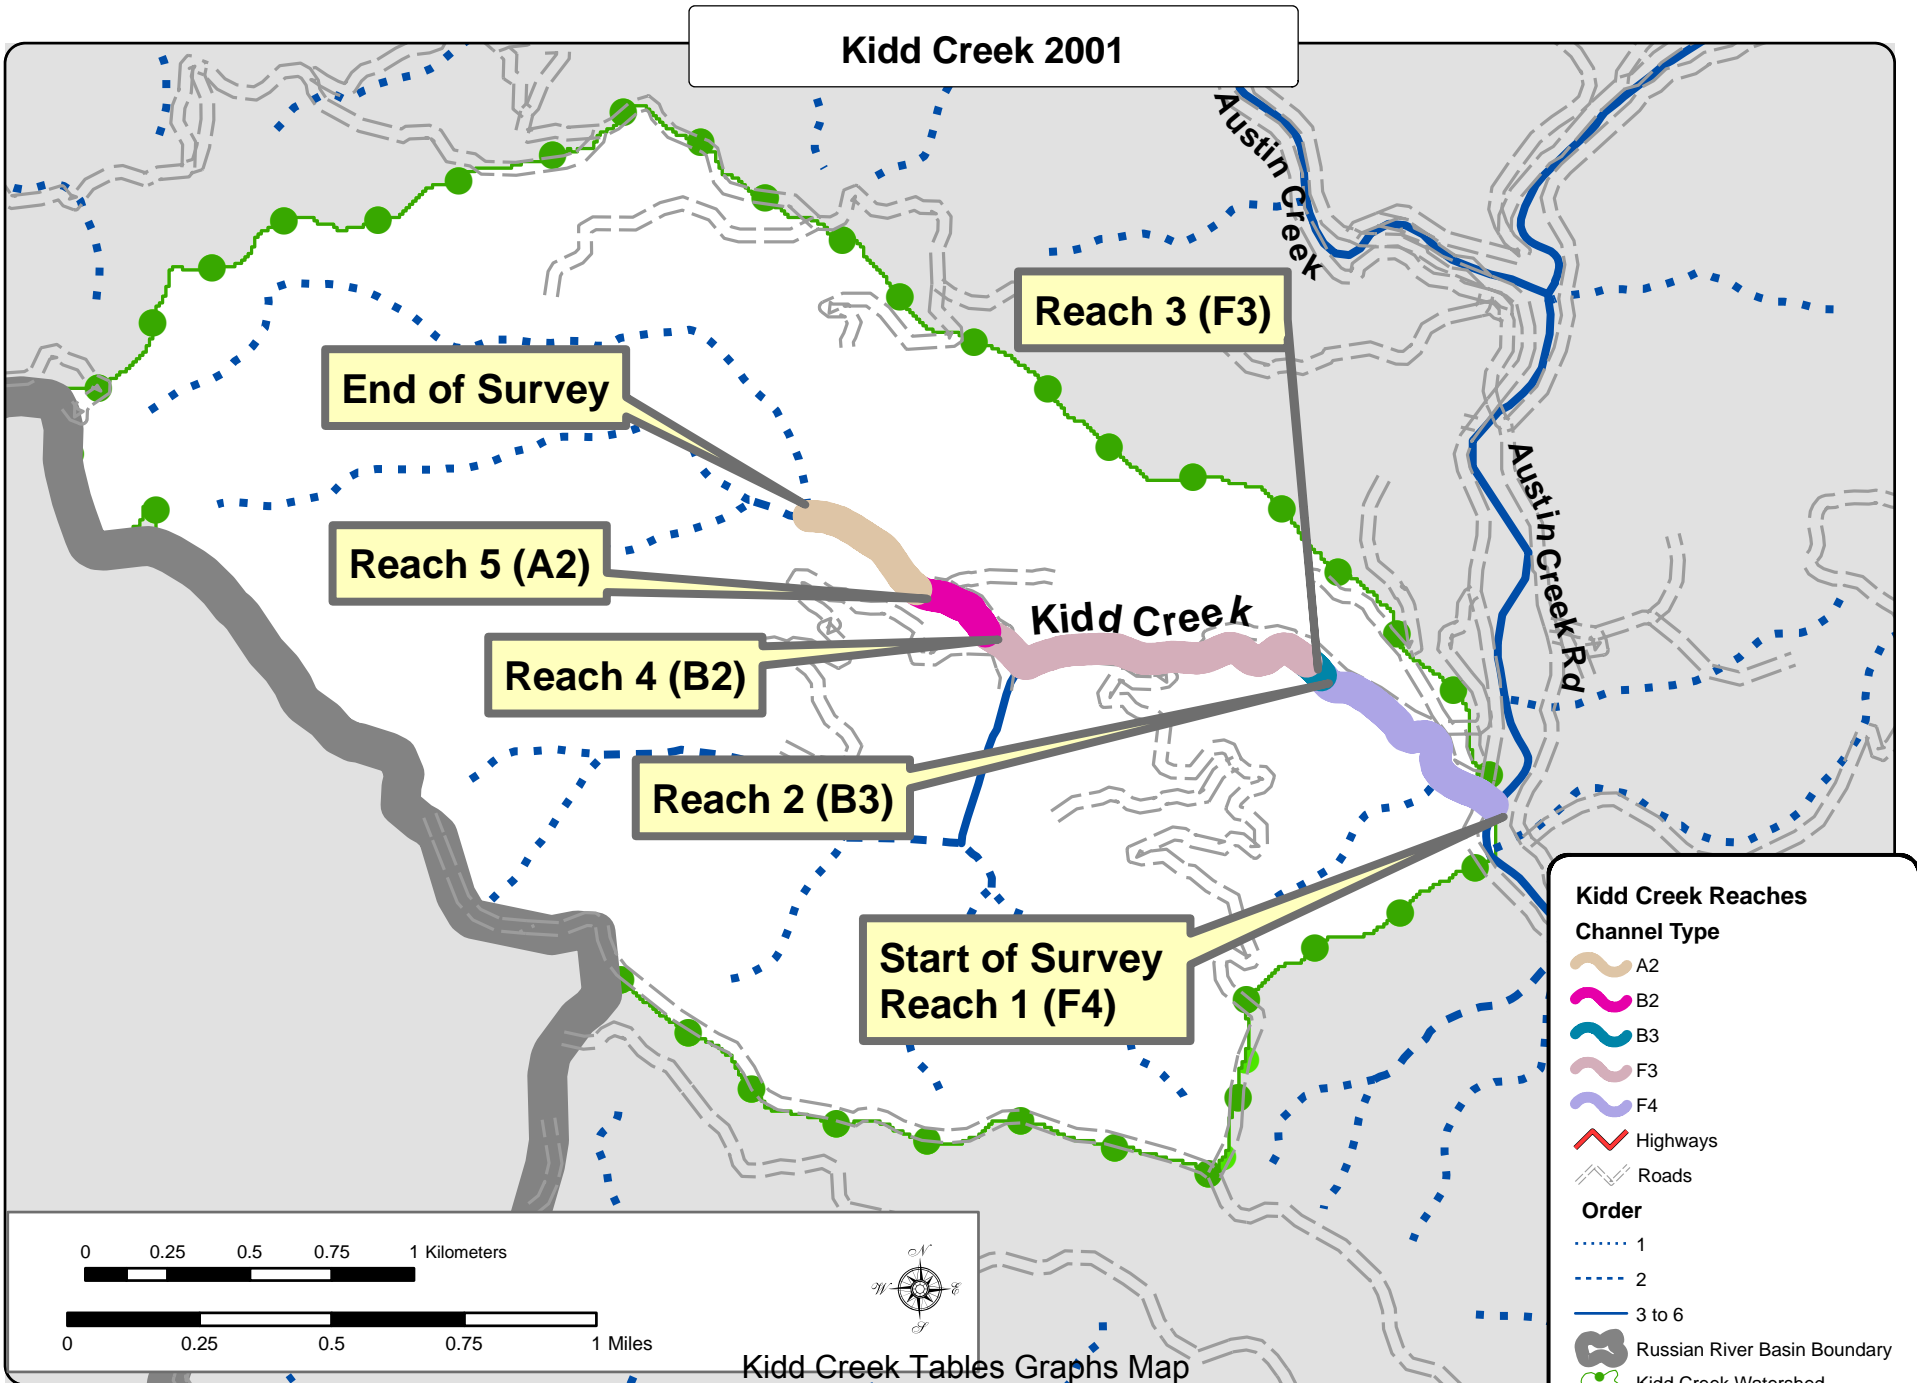 Kidd Creek 2001
Austin Creek
Reach 3 (F3)
End of Survey
Austin Creek Rd
Reach 5 (A2)
Kidd Creek
Reach 4 (B2)
Reach 2 (B3)
Start of Survey
Reach 1 (F4)
Kidd Creek Reaches
Channel Type
A2
B2
B3
F3
F4
Highways
Roads
Order
1
2
3 to 6
Russian River Basin Boundary
Kidd Creek Watershed
0 0.25 0.5 0.75 1 Kilometers
0 0.25 0.5 0.75 1 Miles
N
W E
S
Kidd Creek Tables Graphs Map